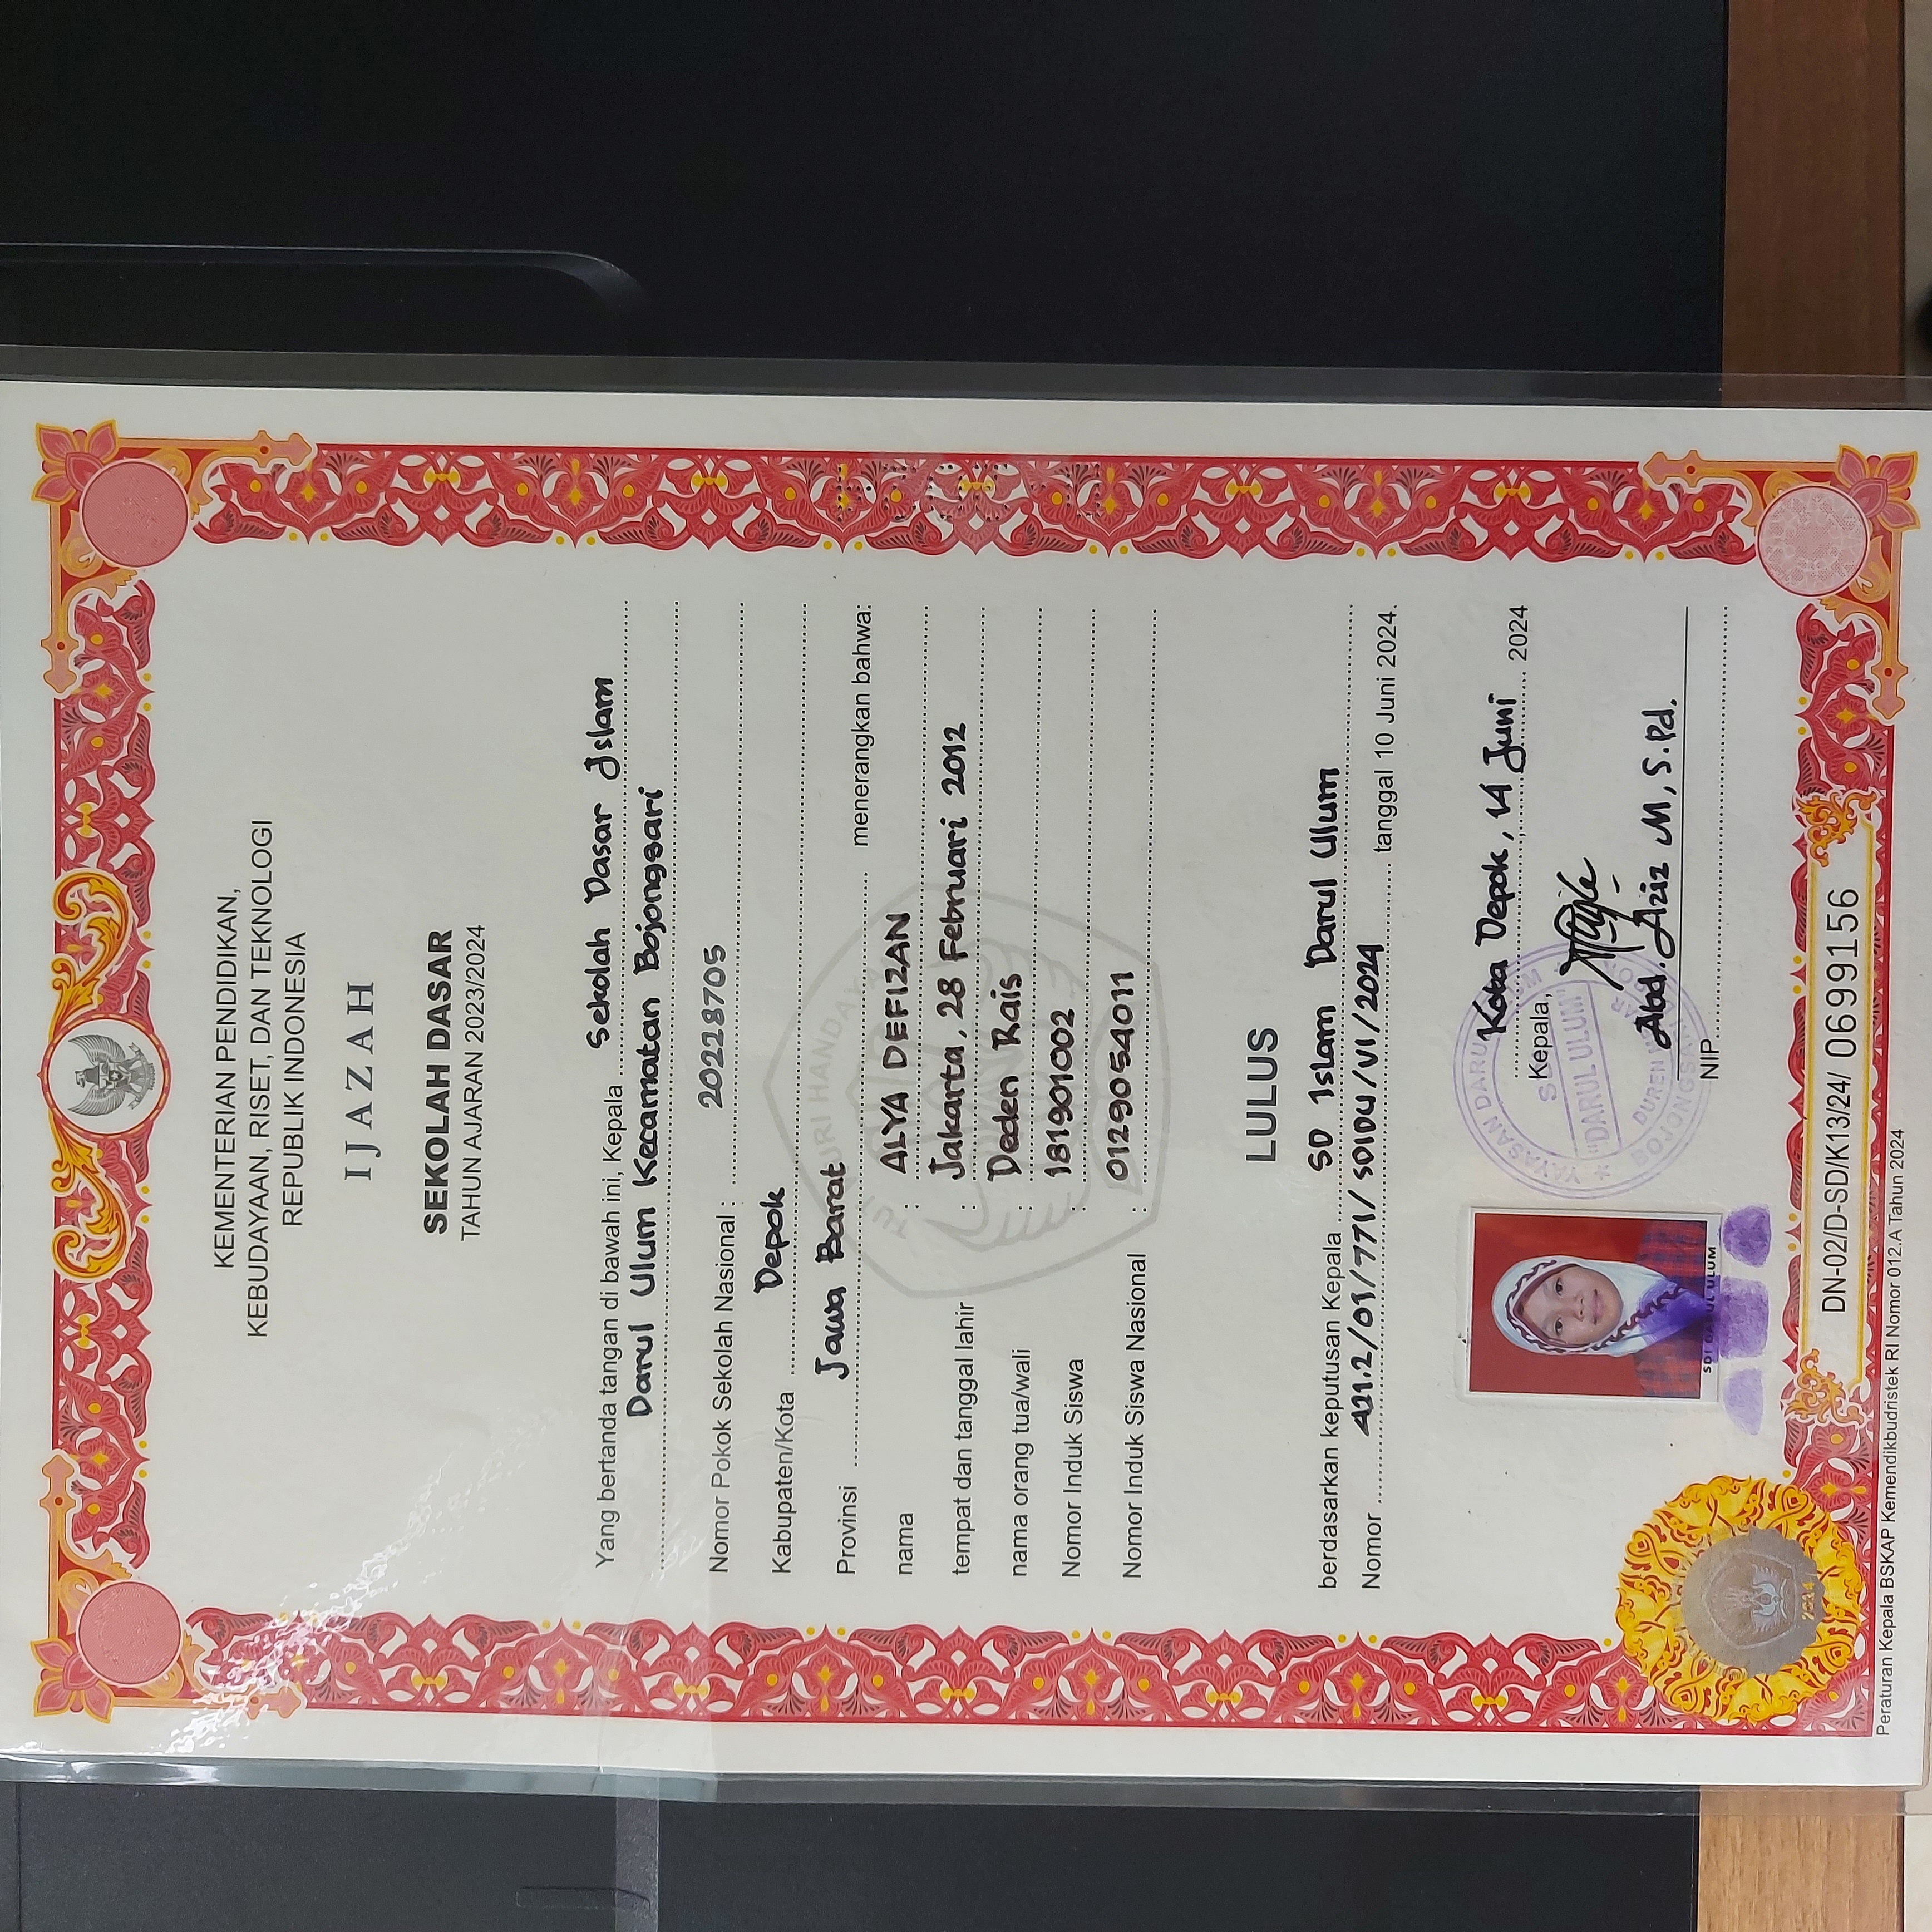 KEMENTERIAN PENDIDIKAN,
KEBUDAYAAN, RISET, DAN TEKNOLOGI
REPUBLIK INDONESIA
IJAZAH
SEKOLAH DASAR
TAHUN AJARAN 2023/2024
Yang bertanda tangan di bawah ini, Kepala Sekolah Dasar Islam
Darul Ulum Kecamatan Bojongsari
Nomor Pokok Sekolah Nasional : 20228705
Kabupaten/Kota Depok
Provinsi Jawa Barat menerangkan bahwa:
nama : ALYA DEFIZAN
tempat dan tanggal lahir : Jakarta, 28 Februari 2012
nama orang tua/wali : Deden Rais
Nomor Induk Siswa : 181901002
Nomor Induk Siswa Nasional : 0129054011
LULUS
berdasarkan keputusan Kepala SD Islam Darul Ulum
Nomor 421.2/091/771/SDIDU/VI/2024 tanggal 10 Juni 2024.
Kota Depok, 14 Juni 2024
Kepala,
YAYASAN DARU
"DARUL ULUM"
BOJONGSARI
Abd. Aziz M, S.Pd.
NIP
ULUM
2014
DN-02/D-SD/K13/24/ 0699156
Peraturan Kepala BSKAP Kemendikbudristek RI Nomor 012.A Tahun 2024